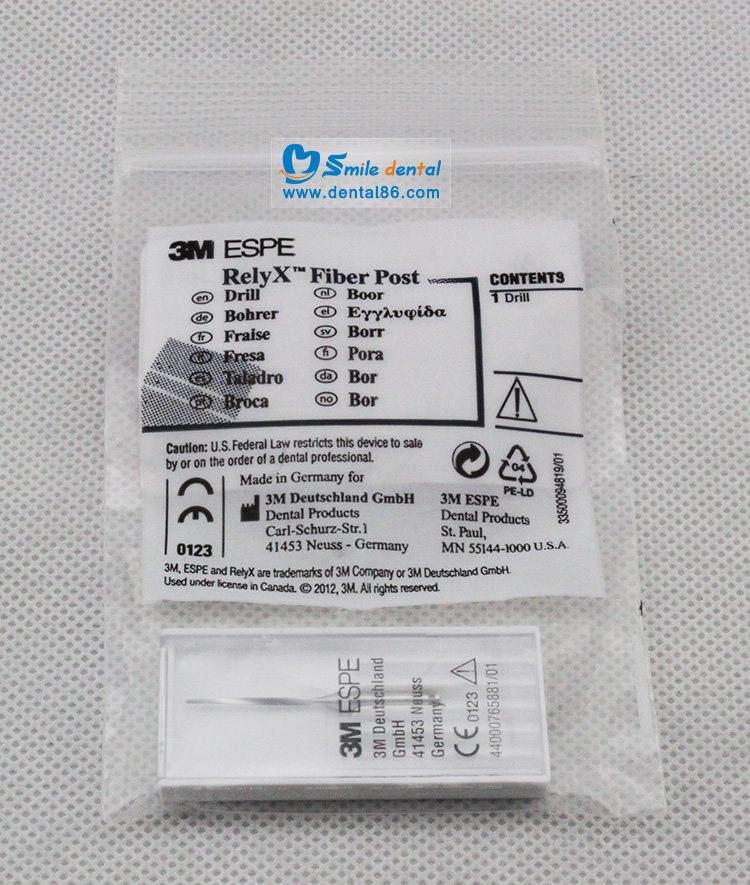 Smile dental
www.dental86.com
3M ESPE
RelyX™ Fiber Post
en Drill
de Bohrer
fr Fraise
it Fresa
es Taladro
pt Broca
nl Boor
el Εγγλυφίδα
sv Borr
fi Pora
da Bor
no Bor
CONTENTS
1 Drill
Caution: U.S. Federal Law restricts this device to sale
by or on the order of a dental professional.
04
PE-LD
33500094819/01
CE
0123
Made in Germany for
3M Deutschland GmbH
Dental Products
Carl-Schurz-Str.1
41453 Neuss - Germany
3M ESPE
Dental Products
St. Paul,
MN 55144-1000 U.S.A.
3M, ESPE and RelyX are trademarks of 3M Company or 3M Deutschland GmbH.
Used under license in Canada. © 2012, 3M. All rights reserved.
3M ESPE
3M Deutschland
GmbH
41453 Neuss
Germany
CE 0123
44000765881/01